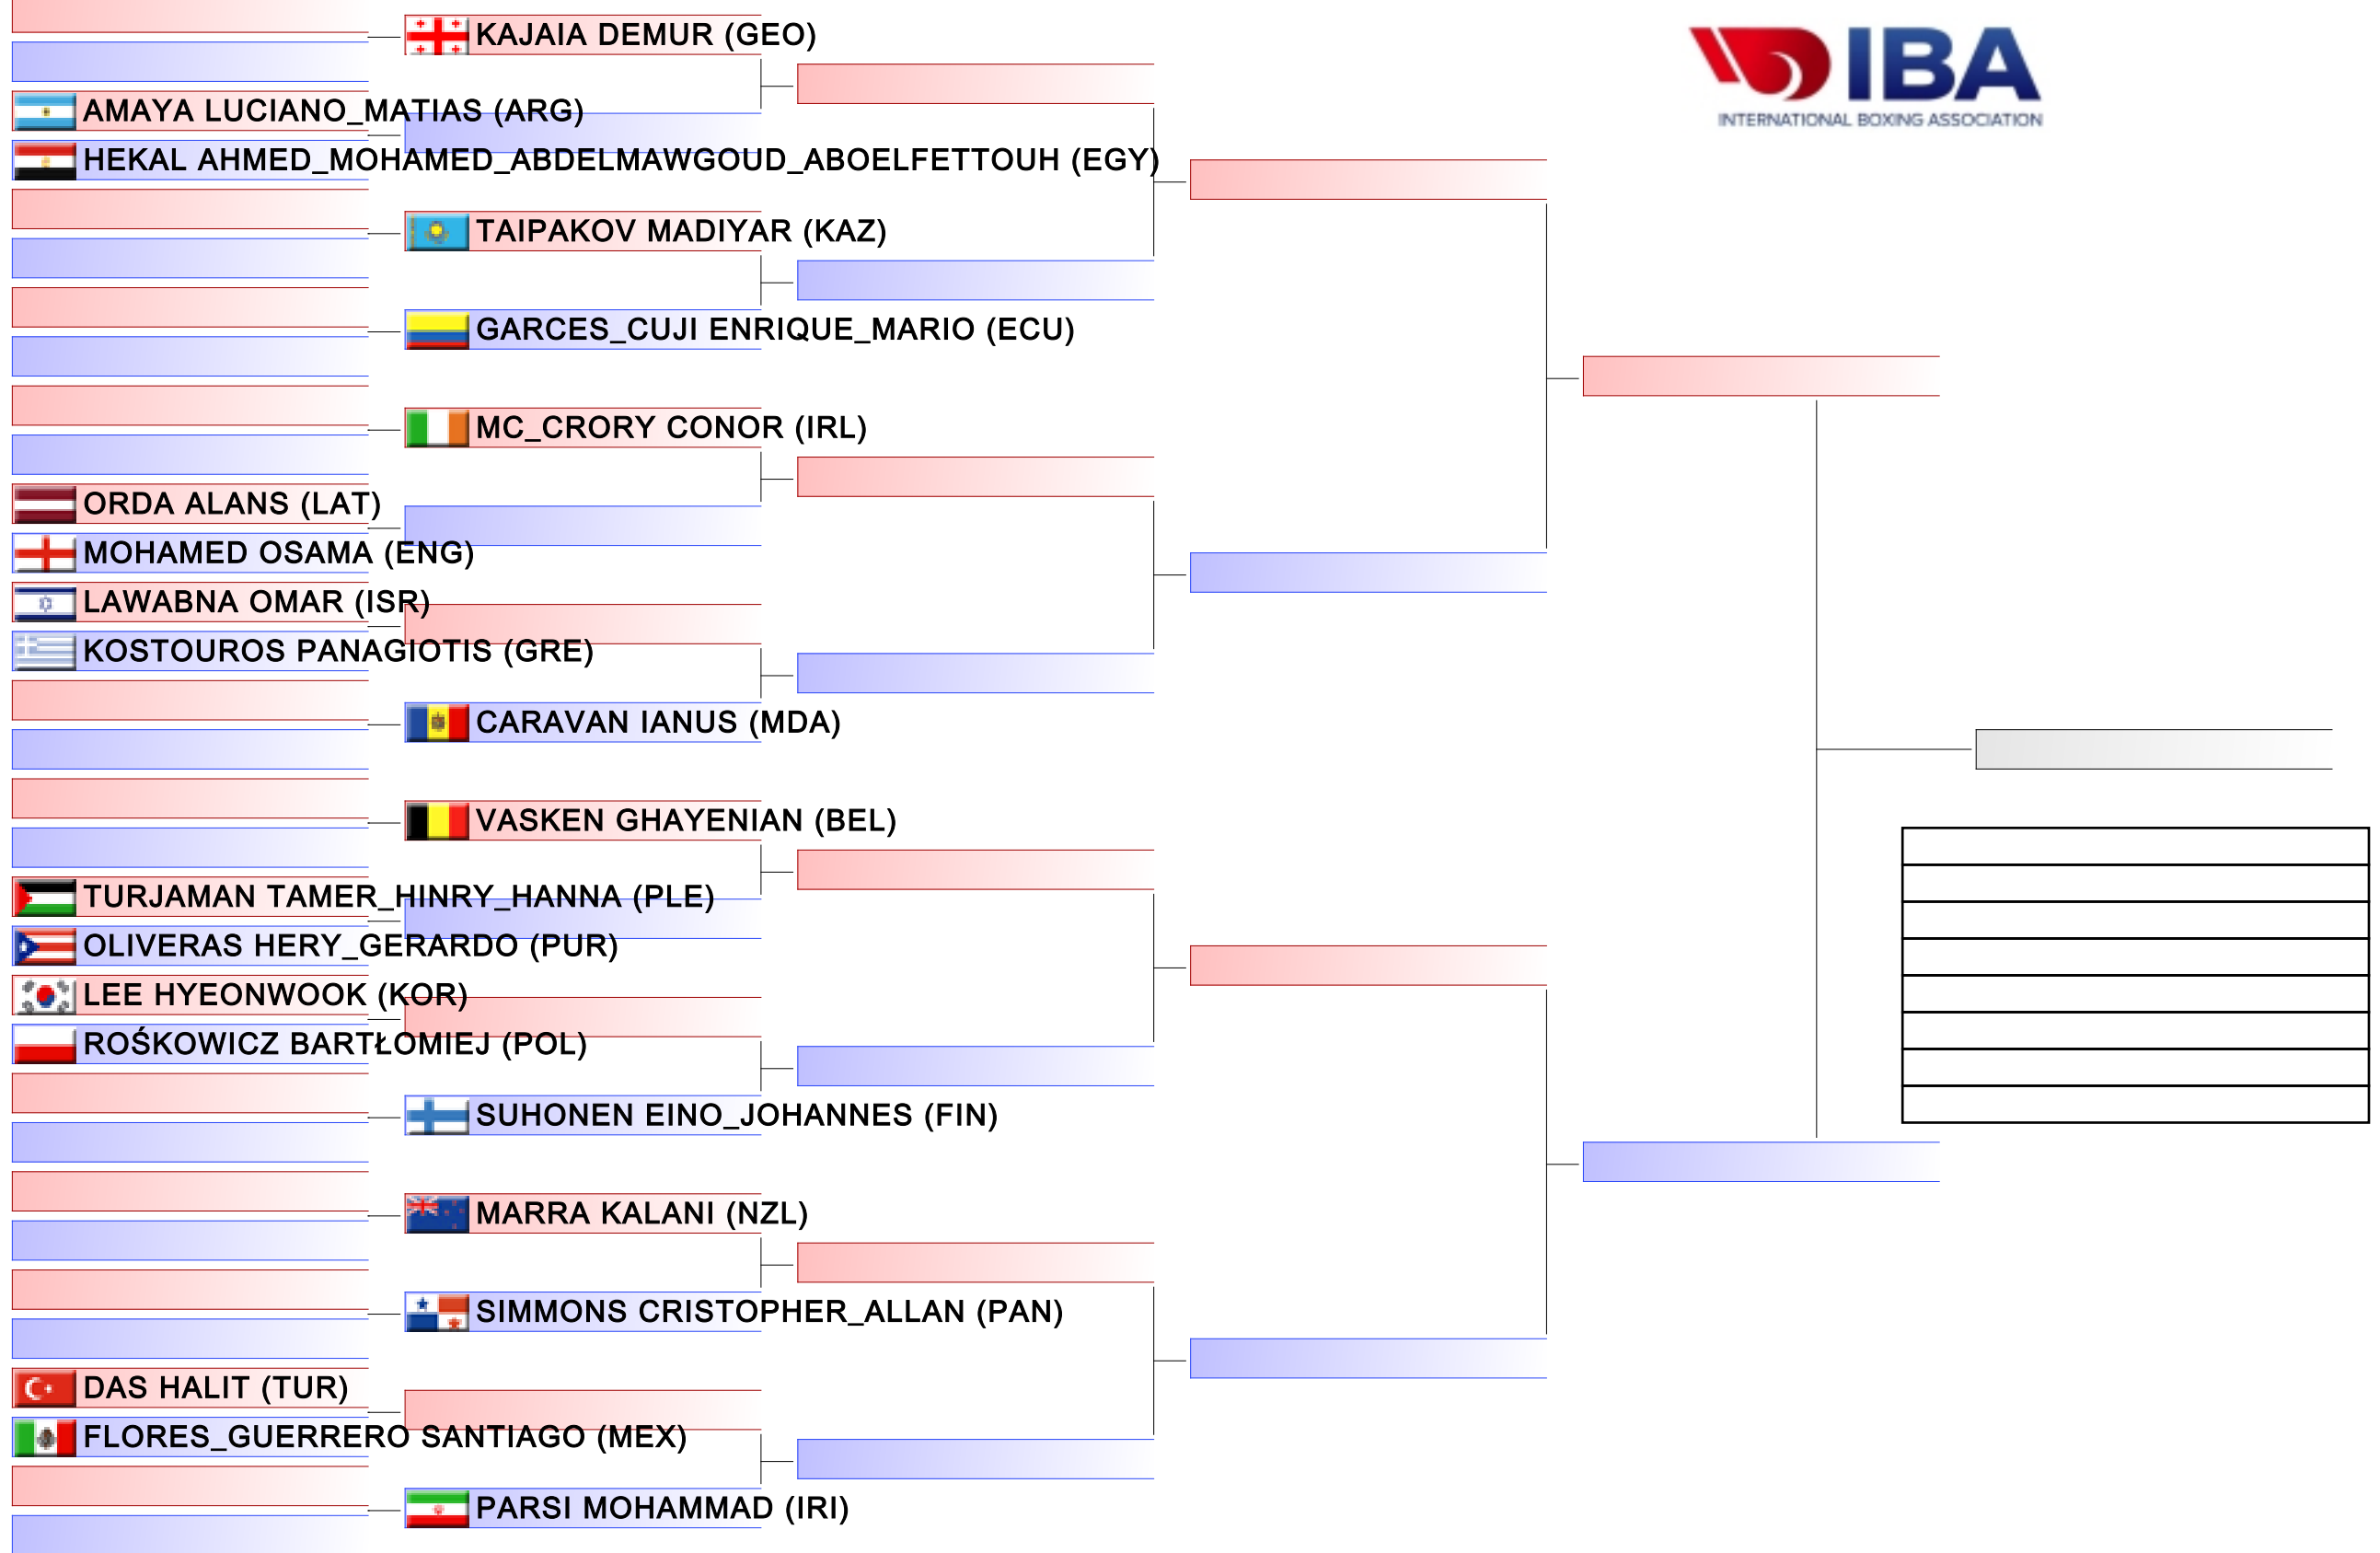 KAJAIA DEMUR (GEO)
IBA
INTERNATIONAL BOXING ASSOCIATION
AMAYA LUCIANO_MATIAS (ARG)
HEKAL AHMED_MOHAMED_ABDELMAWGOUD_ABOELFETTOUH (EGY)
TAIPAKOV MADIYAR (KAZ)
GARCES_CUJI ENRIQUE_MARIO (ECU)
MC_CRORY CONOR (IRL)
ORDA ALANS (LAT)
MOHAMED OSAMA (ENG)
LAWABNA OMAR (ISR)
KOSTOUROS PANAGIOTIS (GRE)
CARAVAN IANUS (MDA)
VASKEN GHAYENIAN (BEL)
TURJAMAN TAMER_HINRY_HANNA (PLE)
OLIVERAS HERY_GERARDO (PUR)
LEE HYEONWOOK (KOR)
ROŚKOWICZ BARTŁOMIEJ (POL)
SUHONEN EINO_JOHANNES (FIN)
MARRA KALANI (NZL)
SIMMONS CRISTOPHER_ALLAN (PAN)
DAS HALIT (TUR)
FLORES_GUERRERO SANTIAGO (MEX)
PARSI MOHAMMAD (IRI)